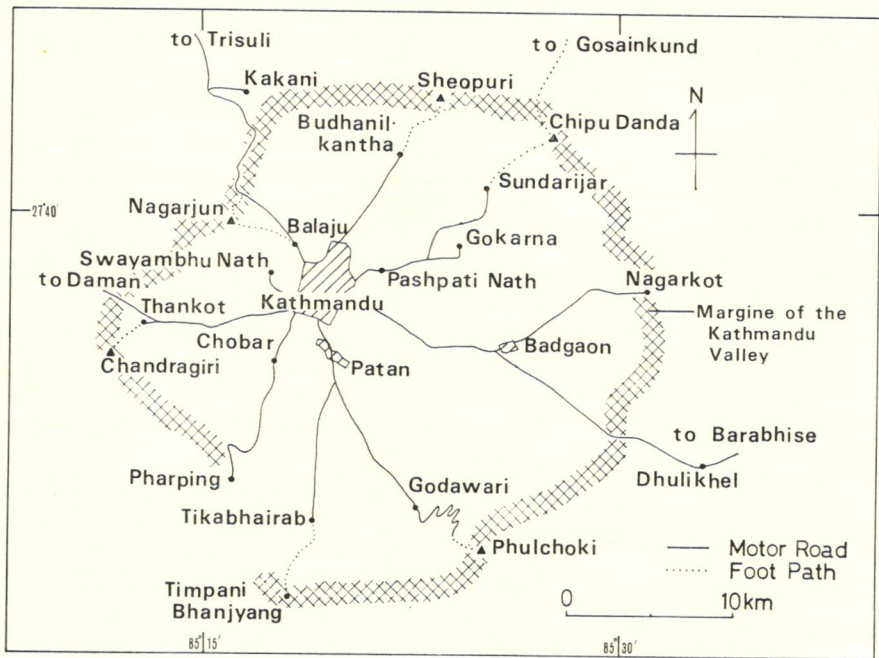 to Trisuli
to Gosainkund
Kakani
Sheopuri
N
Budhanil-
kantha
Chipu Danda
Sundarijar
27°40'
Nagarjun
Balaju
Gokarna
Swayambhu Nath
Pashpati Nath
Nagarkot
to Daman
Kathmandu
Thankot
Margine of the
Kathmandu
Valley
Chobar
Badgaon
Patan
Chandragiri
to Barabhise
Pharping
Godawari
Dhulikhel
Tikabhairab
Phulchoki
Motor Road
Foot Path
Timpani
Bhanjyang
0 10km
85°15'
85°30'